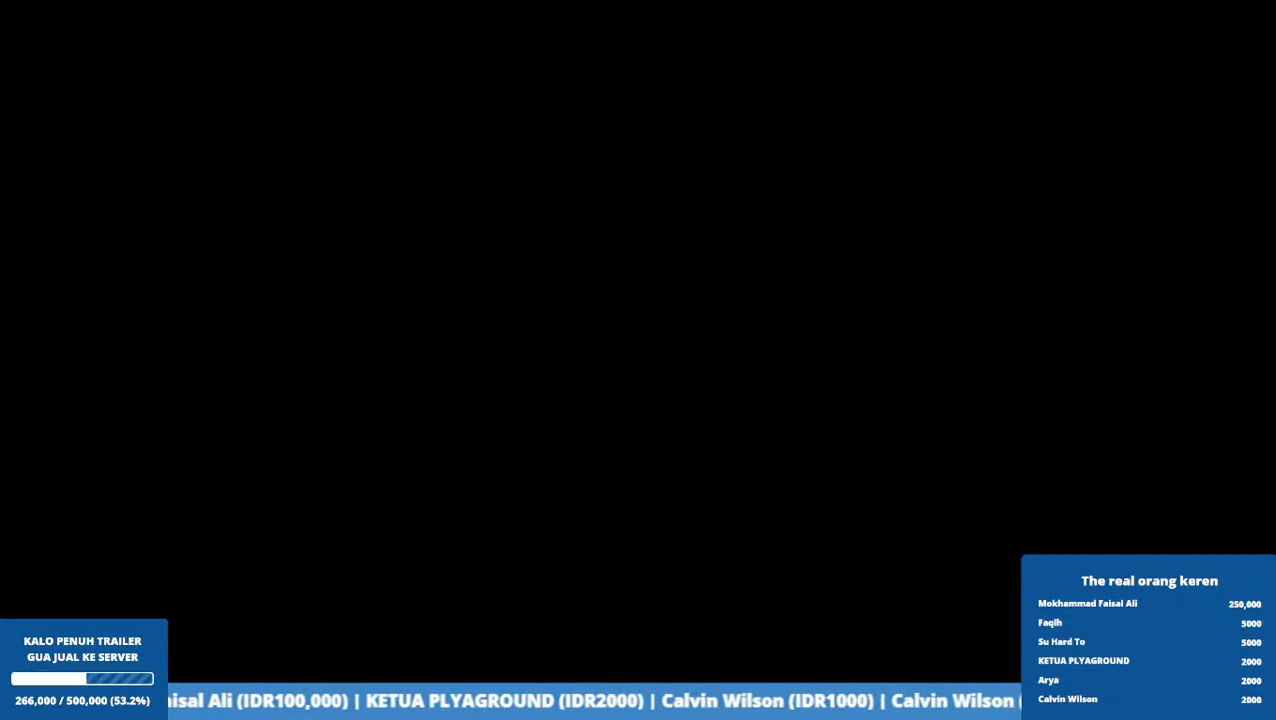 The real orang keren
Mokhammad Faisal Ali 250,000
Faqih 5000
Su Hard To 5000
KETUA PLYAGROUND 2000
Arya 2000
Calvin Wilson 2000
KALO PENUH TRAILER
GUA JUAL KE SERVER
266,000 / 500,000 (53.2%)
aisal Ali (IDR100,000) | KETUA PLYAGROUND (IDR2000) | Calvin Wilson (IDR1000) | Calvin Wilson (